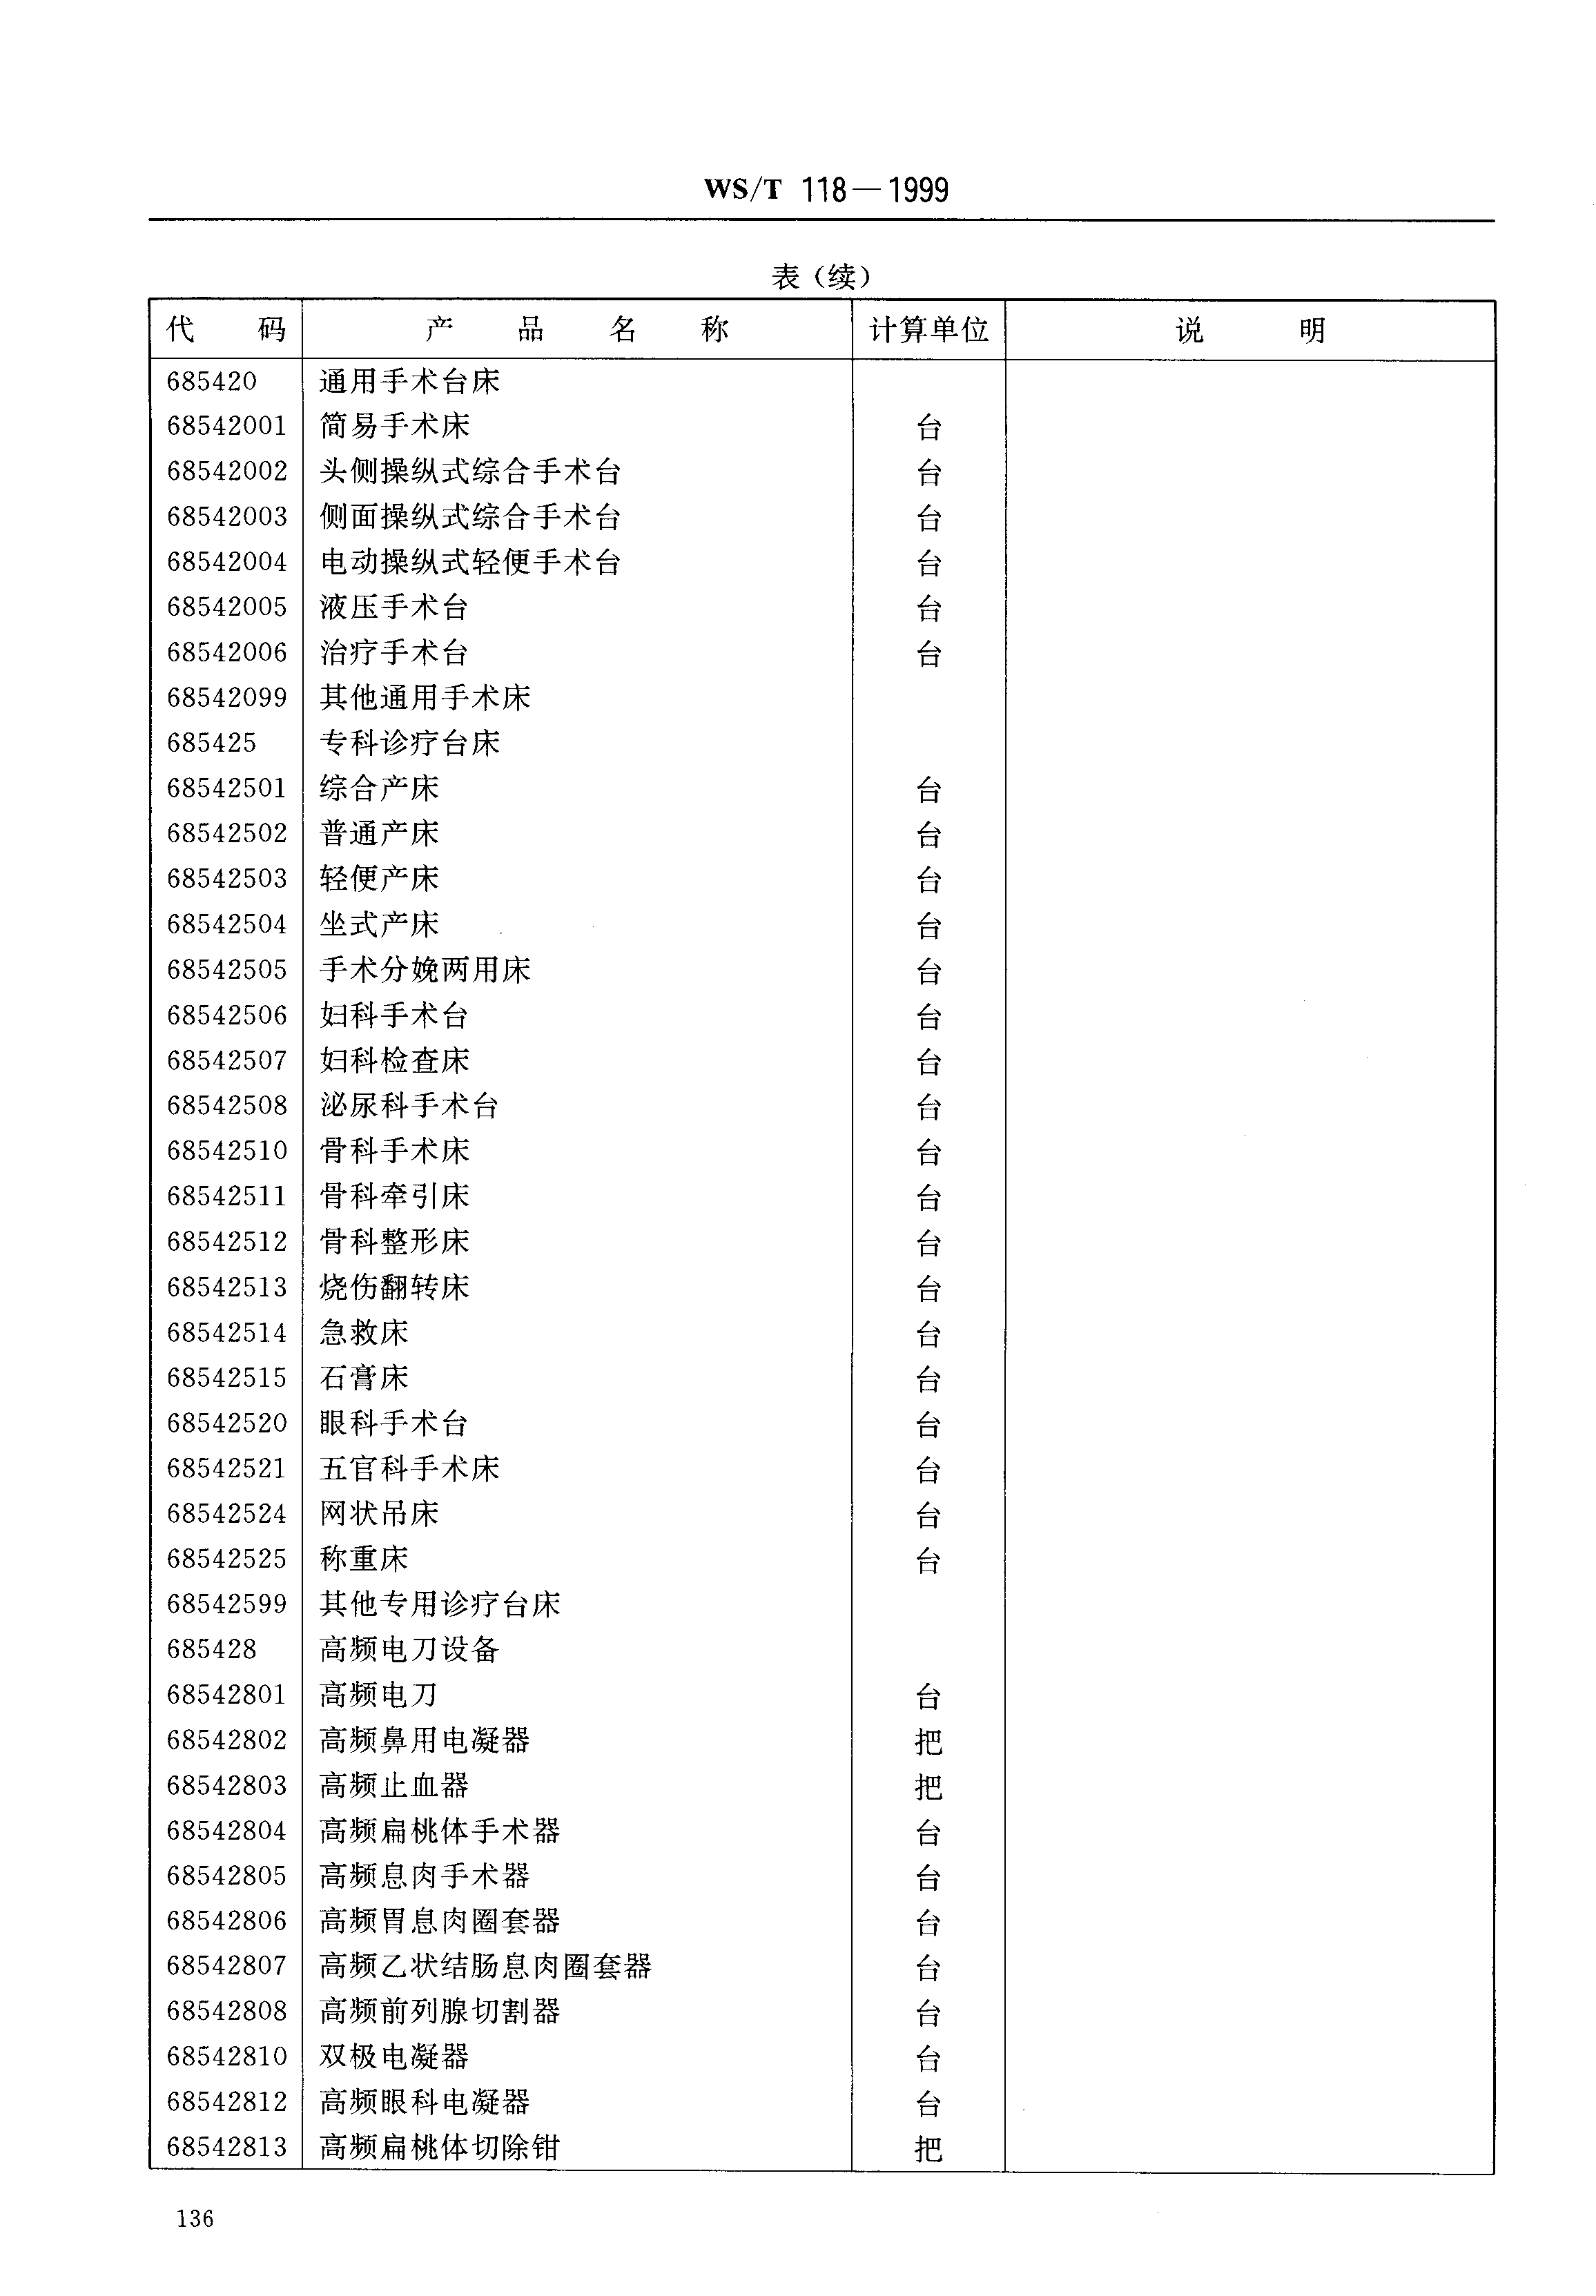 WS/T 118—1999
表（续）
代 码 产 品 名 称 计算单位 说 明
685420 通用手术台床
68542001 简易手术床 台
68542002 头侧操纵式综合手术台 台
68542003 侧面操纵式综合手术台 台
68542004 电动操纵式轻便手术台 台
68542005 液压手术台 台
68542006 治疗手术台 台
68542099 其他通用手术床
685425 专科诊疗台床
68542501 综合产床 台
68542502 普通产床 台
68542503 轻便产床 台
68542504 坐式产床 台
68542505 手术分娩两用床 台
68542506 妇科手术台 台
68542507 妇科检查床 台
68542508 泌尿科手术台 台
68542510 骨科手术床 台
68542511 骨科牵引床 台
68542512 骨科整形床 台
68542513 烧伤翻转床 台
68542514 急救床 台
68542515 石膏床 台
68542520 眼科手术台 台
68542521 五官科手术床 台
68542524 网状吊床 台
68542525 称重床 台
68542599 其他专用诊疗台床
685428 高频电刀设备
68542801 高频电刀 台
68542802 高频鼻用电凝器 把
68542803 高频止血器 把
68542804 高频扁桃体手术器 台
68542805 高频息肉手术器 台
68542806 高频胃息肉圈套器 台
68542807 高频乙状结肠息肉圈套器 台
68542808 高频前列腺切割器 台
68542810 双极电凝器 台
68542812 高频眼科电凝器 台
68542813 高频扁桃体切除钳 把
136